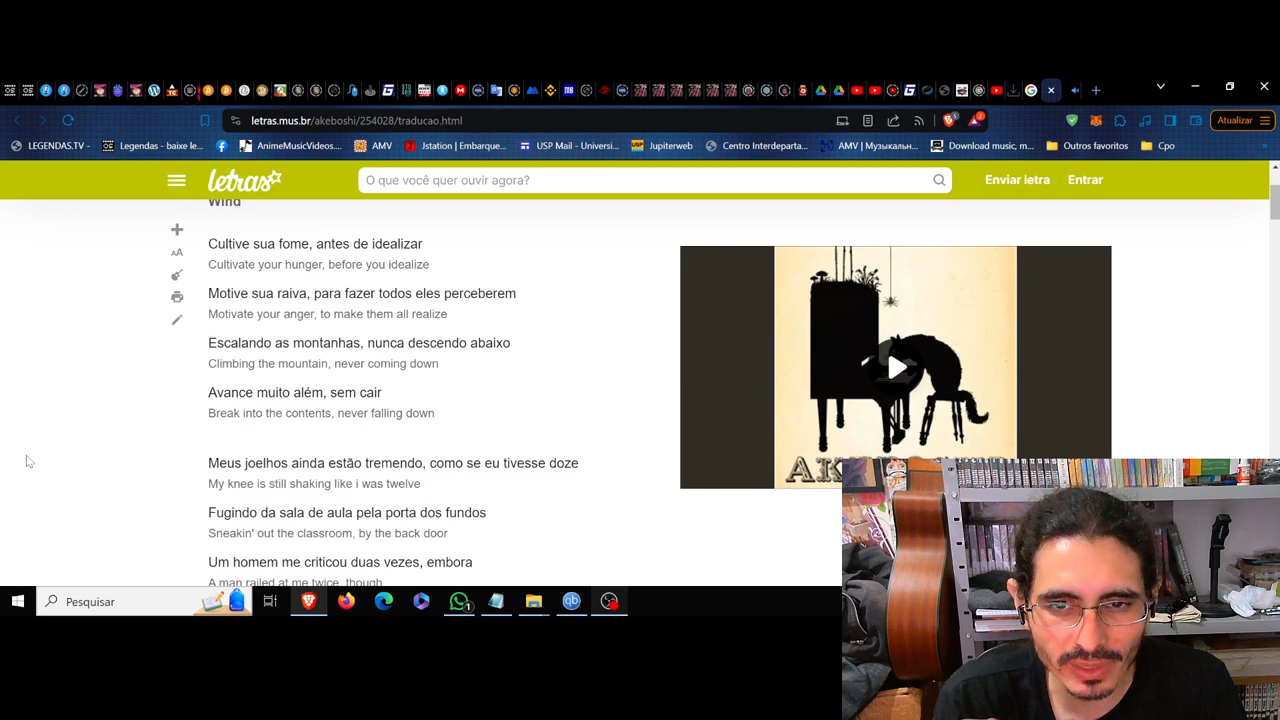 letras.mus.br/akeboshi/254028/traducao.html
Atualizar
LEGENDAS.TV -
Legendas - baixe le...
AnimeMusicVideos....
AMV
Jstation | Embarque...
USP Mail - Universi...
Jupiterweb
Centro Interdeparta...
AMV | Музыкальн...
Download music, m...
Outros favoritos
Cpo
letras
O que você quer ouvir agora?
Enviar letra
Entrar
Wind
Cultive sua fome, antes de idealizar
Cultivate your hunger, before you idealize
Motive sua raiva, para fazer todos eles perceberem
Motivate your anger, to make them all realize
Escalando as montanhas, nunca descendo abaixo
Climbing the mountain, never coming down
Avance muito além, sem cair
Break into the contents, never falling down
Meus joelhos ainda estão tremendo, como se eu tivesse doze
My knee is still shaking like i was twelve
Fugindo da sala de aula pela porta dos fundos
Sneakin' out the classroom, by the back door
Um homem me criticou duas vezes, embora
A man railed at me twice, though
Pesquisar